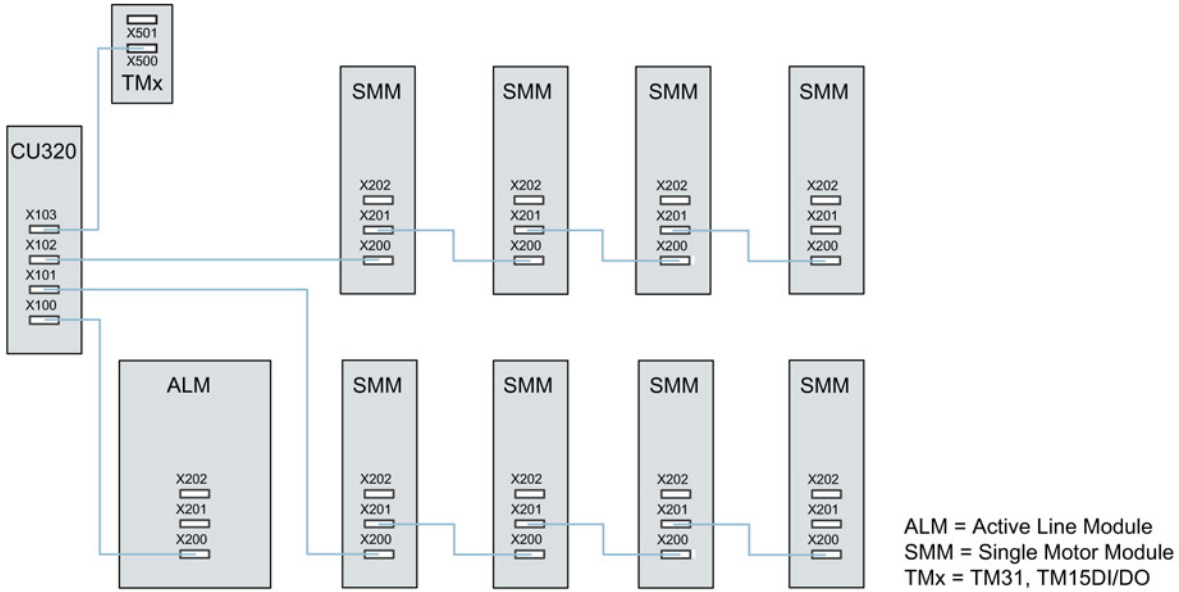 X501
X500
TMx
CU320
X103
X102
X101
X100
SMM
X202
X201
X200
SMM
X202
X201
X200
SMM
X202
X201
X200
SMM
X202
X201
X200
ALM
X202
X201
X200
SMM
X202
X201
X200
SMM
X202
X201
X200
SMM
X202
X201
X200
SMM
X202
X201
X200
ALM = Active Line Module
SMM = Single Motor Module
TMx = TM31, TM15DI/DO